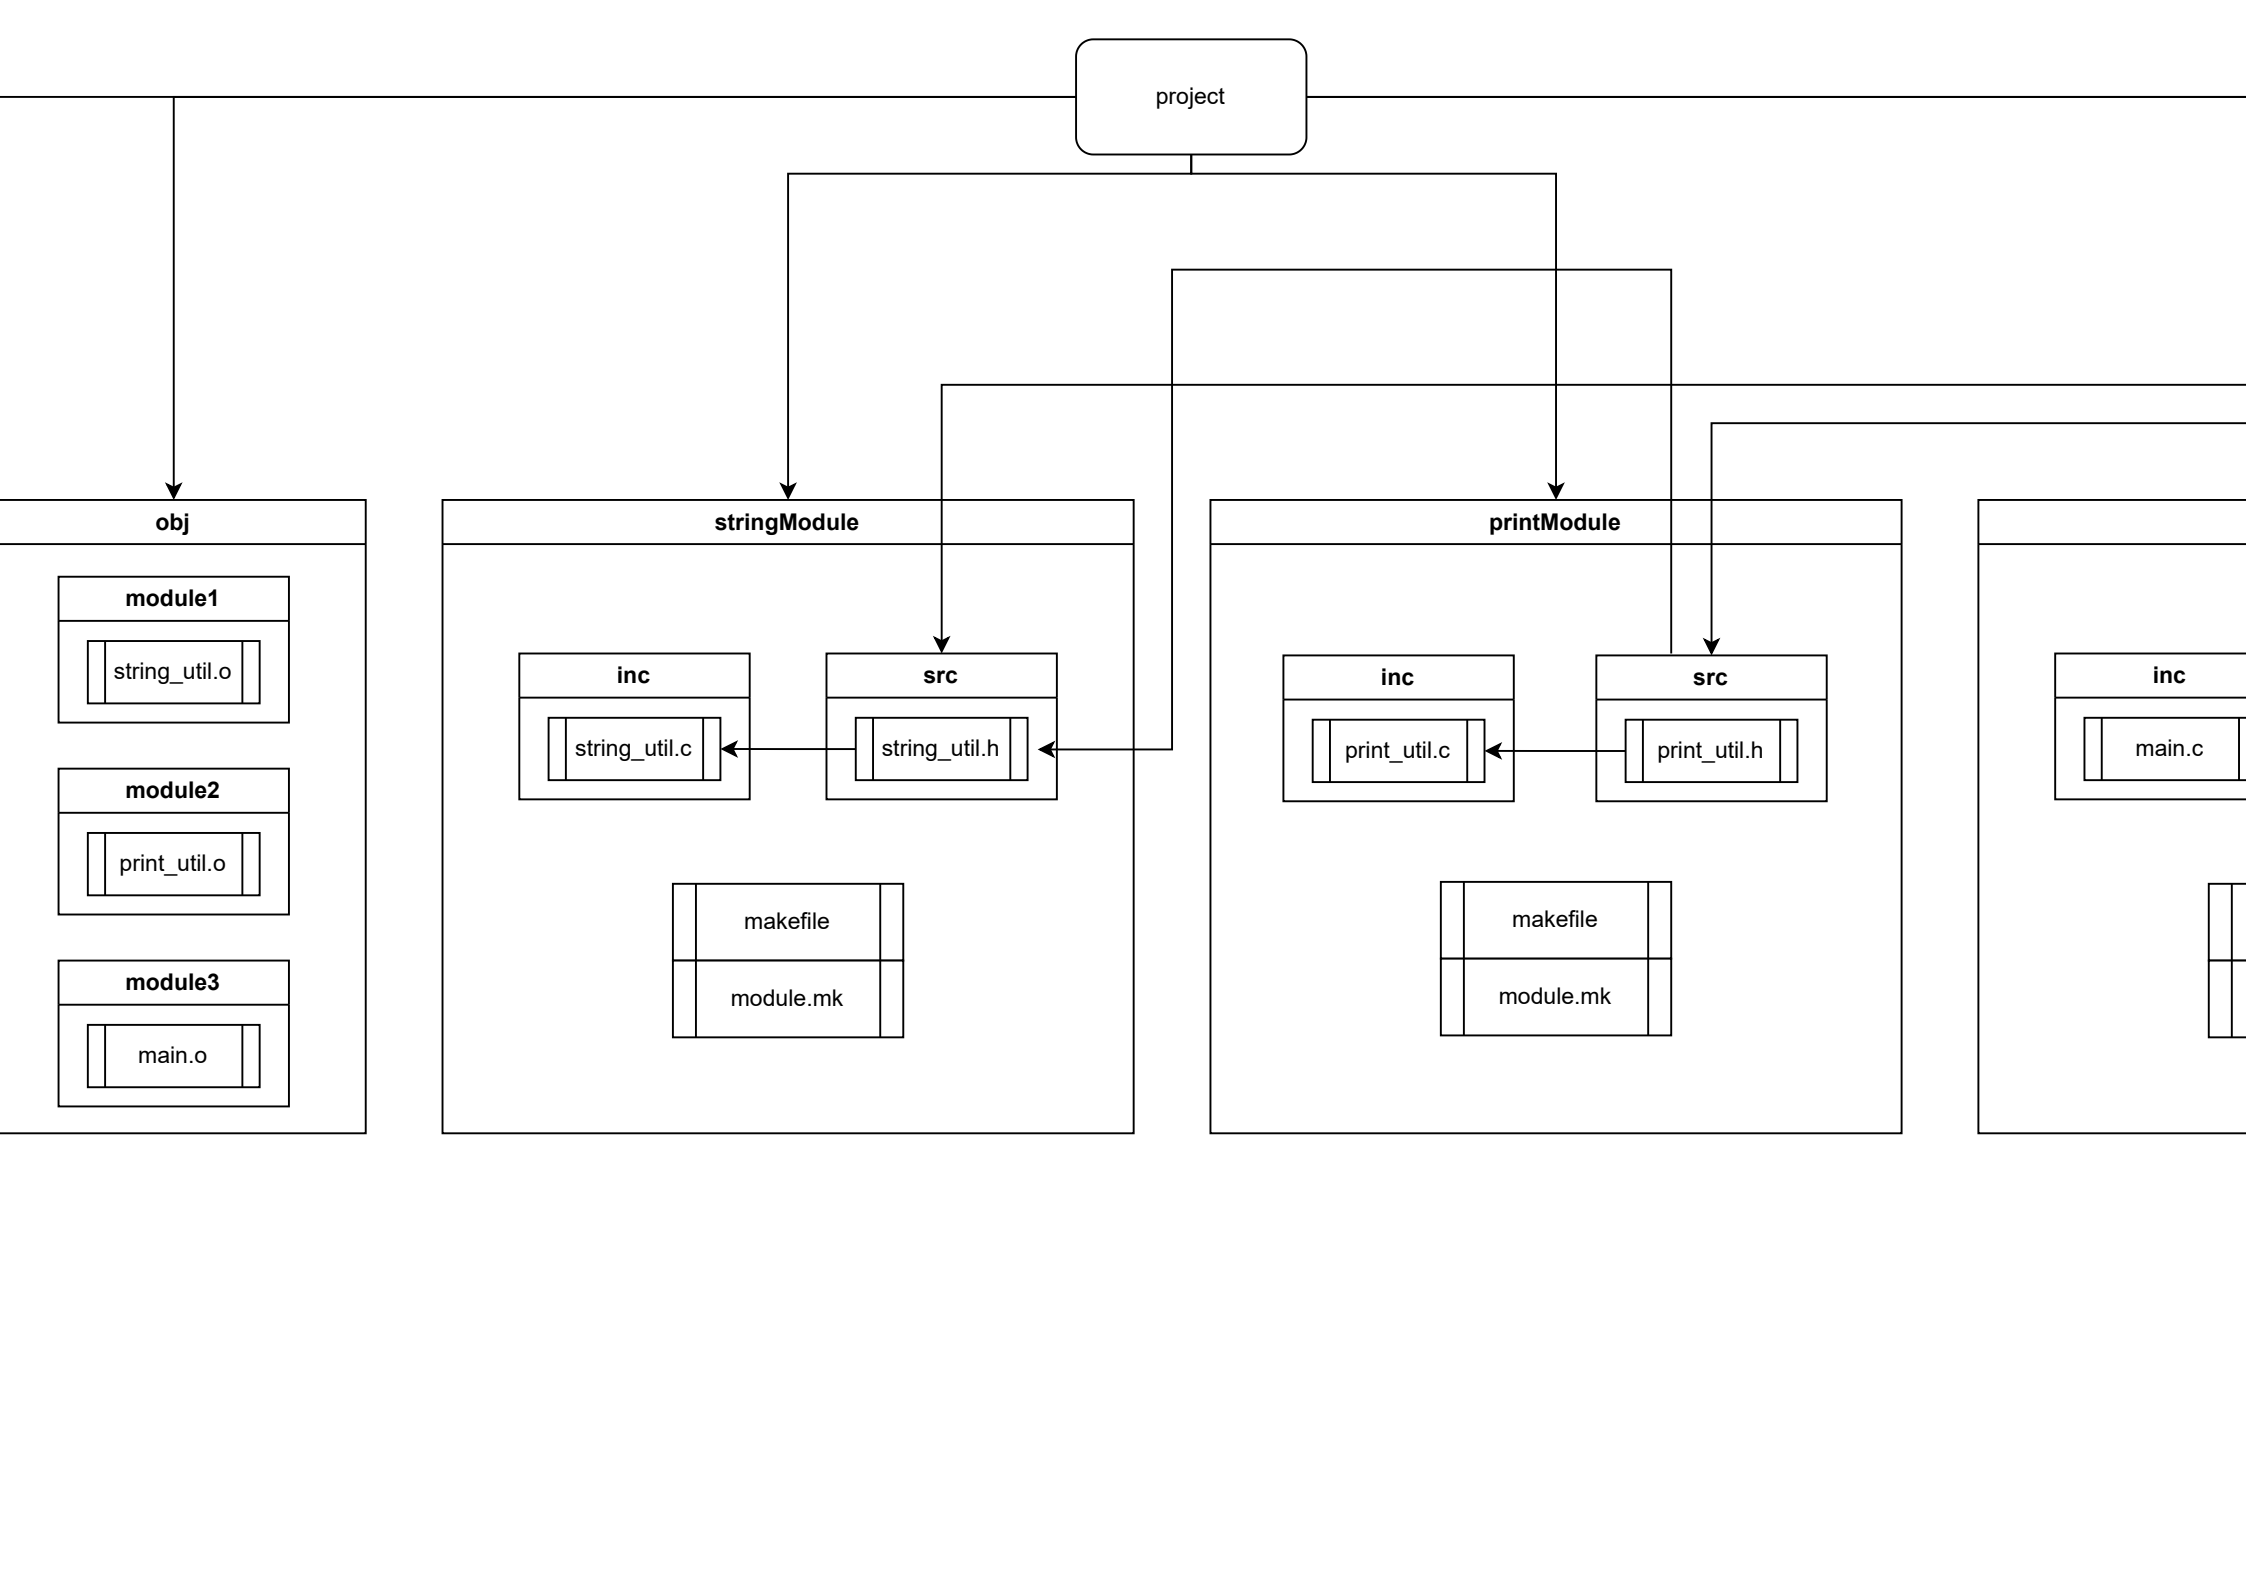 project
obj
module1
string_util.o
module2
print_util.o
module3
main.o
stringModule
inc
string_util.c
src
string_util.h
makefile
module.mk
printModule
inc
print_util.c
src
print_util.h
makefile
module.mk
inc
main.c